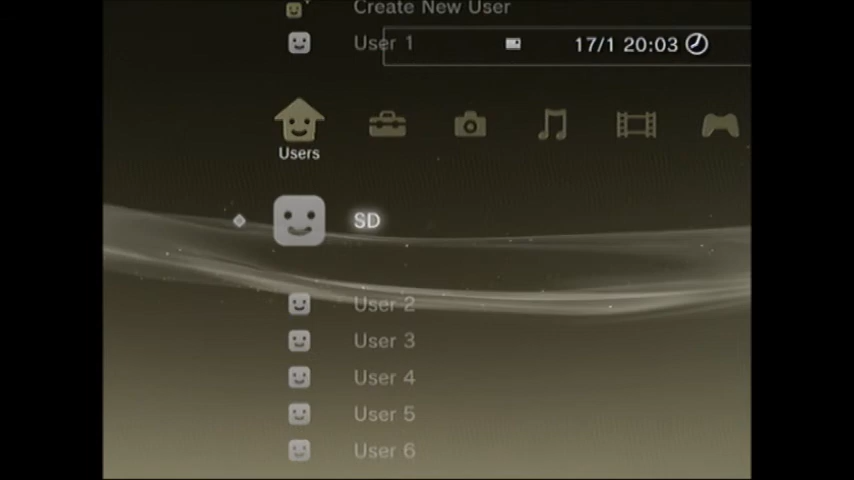 Create New User
User 1
17/1 20:03
Users
SD
User 2
User 3
User 4
User 5
User 6